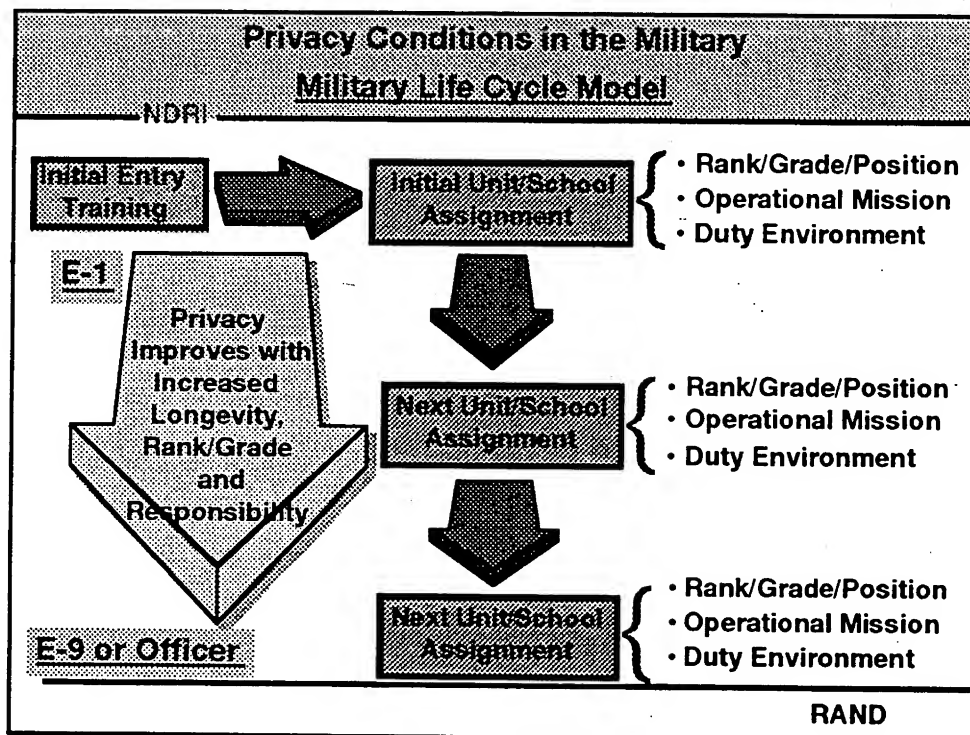 Privacy Conditions in the Military
Military Life Cycle Model
NDRI
Initial Entry
Training
Initial Unit/School
Assignment
• Rank/Grade/Position
• Operational Mission
• Duty Environment
E-1
Privacy
Improves with
Increased
Longevity,
Rank/Grade
and
Responsibility
Next Unit/School
Assignment
• Rank/Grade/Position
• Operational Mission
• Duty Environment
Next Unit/School
Assignment
• Rank/Grade/Position
• Operational Mission
• Duty Environment
E-9 or Officer
RAND